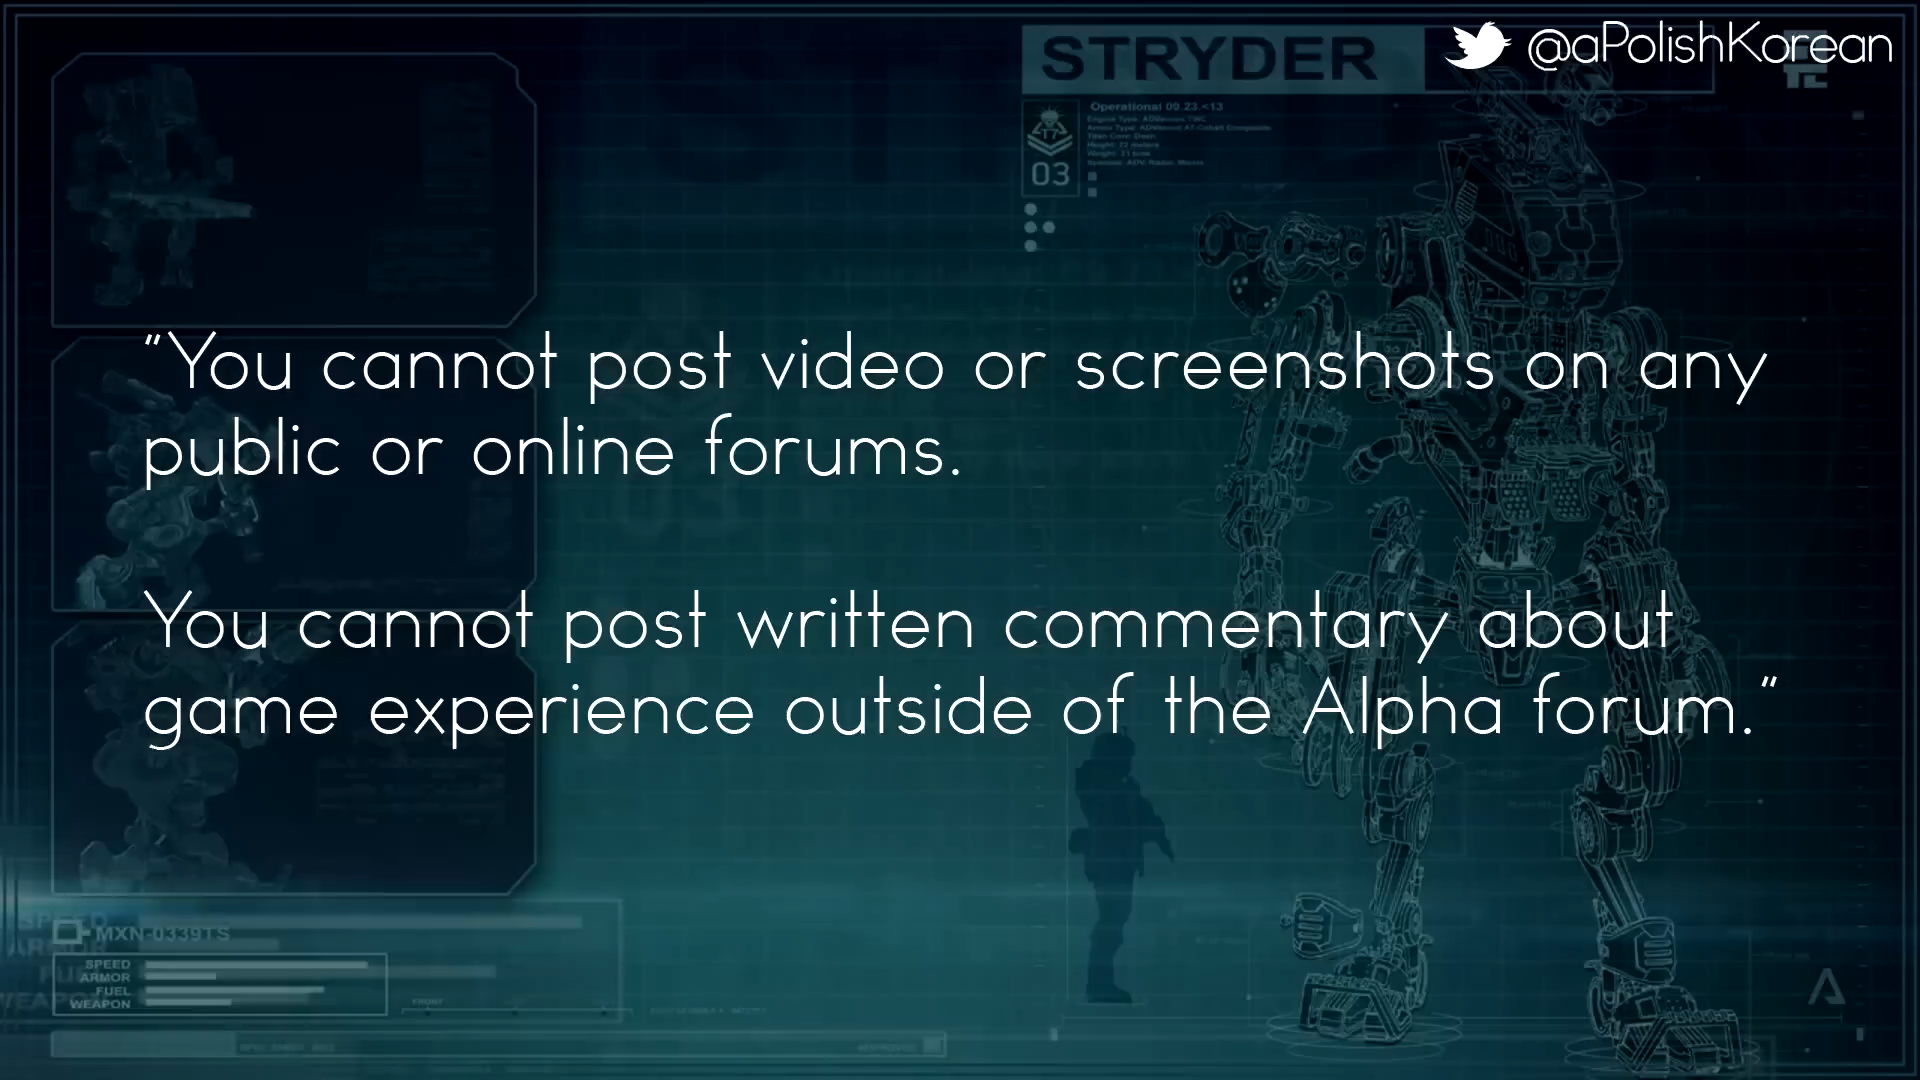 @aPolishKorean
STRYDER
Operational 09.23.<13
03
"You cannot post video or screenshots on any
public or online forums.
You cannot post written commentary about
game experience outside of the Alpha forum."
MXN-0339TS
SPEED
ARMOR
FUEL
WEAPON
FRONT